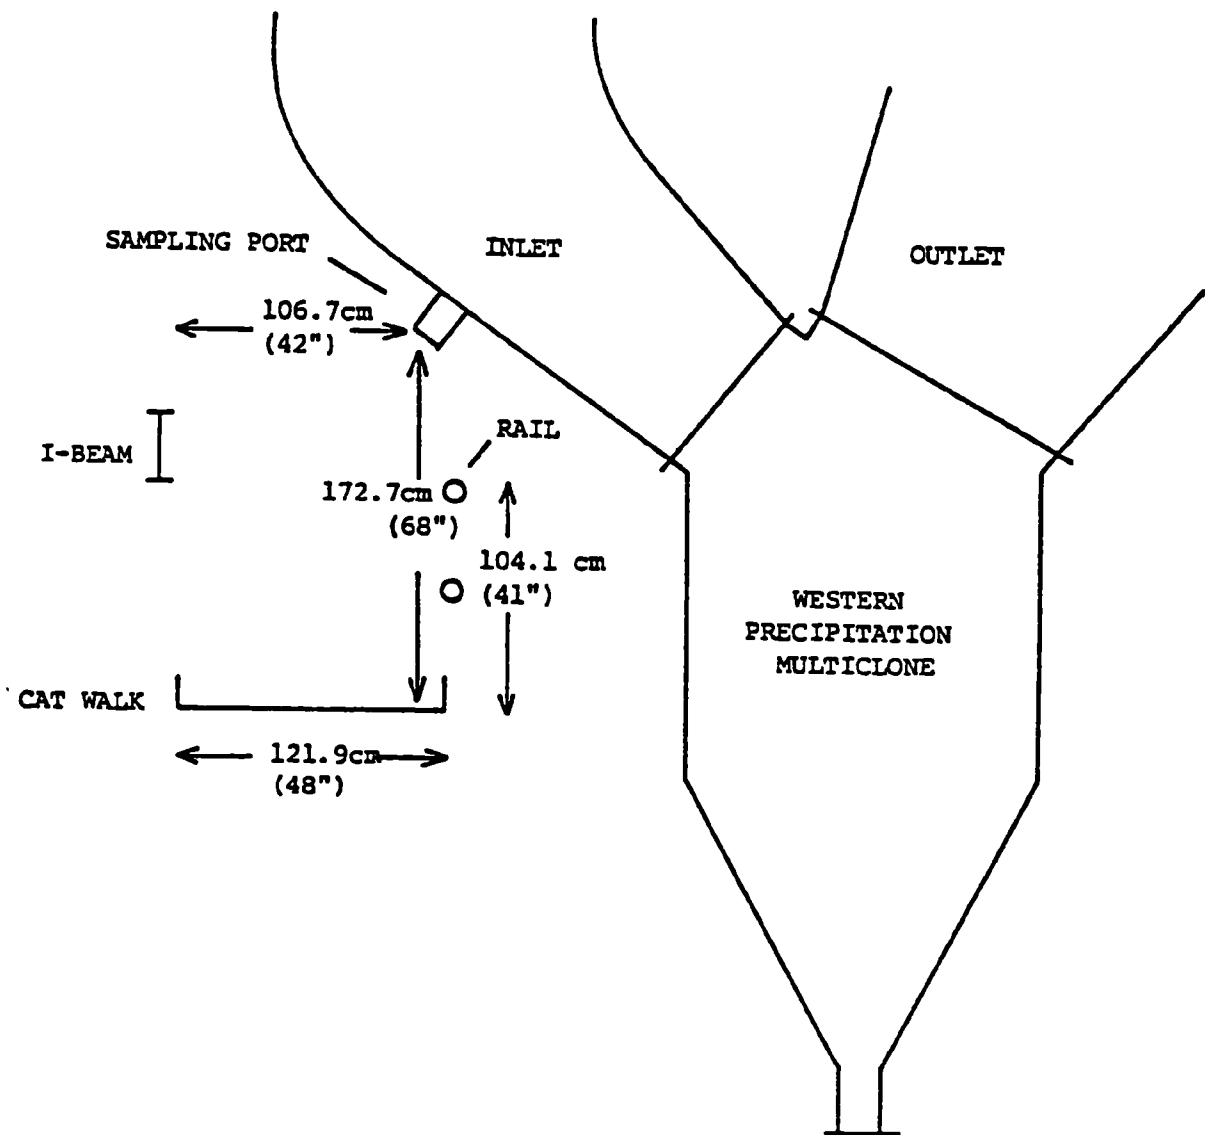 SAMPLING PORT
INLET
OUTLET
106.7cm
(42")
I-BEAM
RAIL
172.7cm
(68")
104.1 cm
(41")
WESTERN
PRECIPITATION
MULTICLONE
CAT WALK
121.9cm
(48")